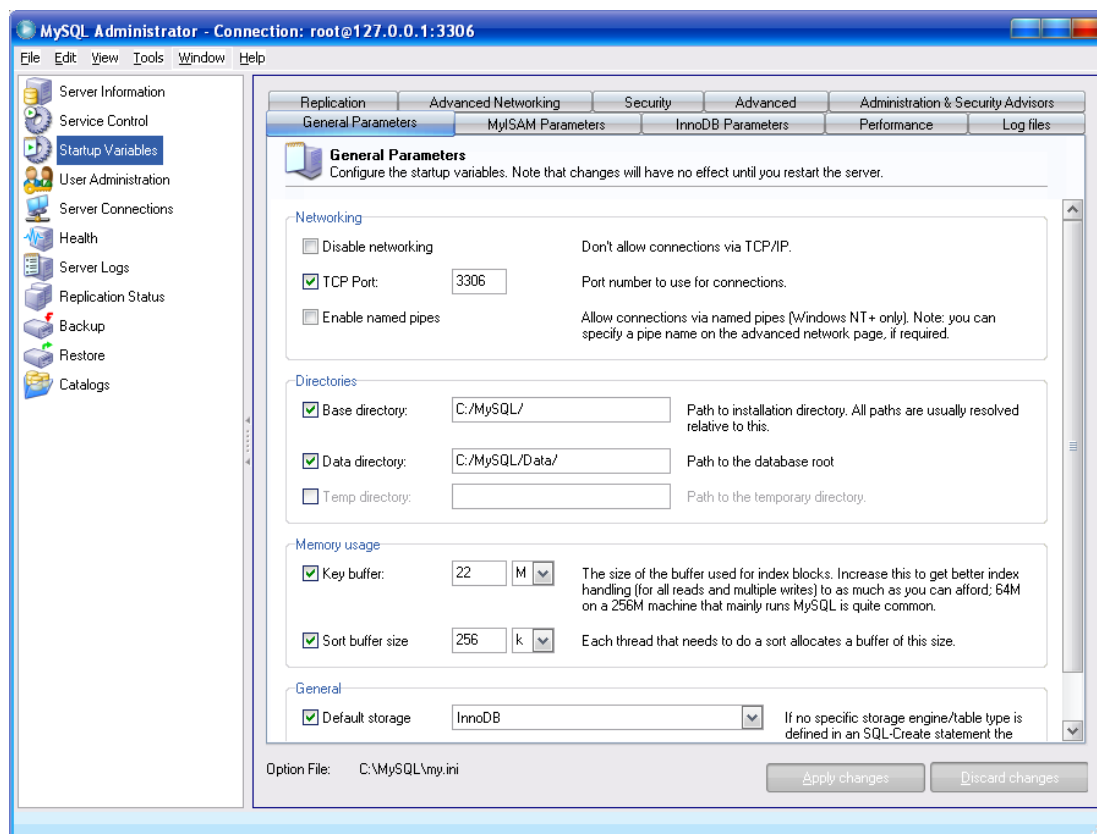 MySQL Administrator - Connection: root@127.0.0.1:3306
File Edit View Tools Window Help
Server Information
Service Control
Startup Variables
User Administration
Server Connections
Health
Server Logs
Replication Status
Backup
Restore
Catalogs
Replication Advanced Networking Security Advanced Administration & Security Advisors
General Parameters MyISAM Parameters InnoDB Parameters Performance Log files
General Parameters
Configure the startup variables. Note that changes will have no effect until you restart the server.
Networking
Disable networking Don't allow connections via TCP/IP.
TCP Port: 3306 Port number to use for connections.
Enable named pipes Allow connections via named pipes (Windows NT+ only). Note: you can
specify a pipe name on the advanced network page, if required.
Directories
Base directory: C:/MySQL/ Path to installation directory. All paths are usually resolved
relative to this.
Data directory: C:/MySQL/Data/ Path to the database root
Temp directory: Path to the temporary directory.
Memory usage
Key buffer: 22 M The size of the buffer used for index blocks. Increase this to get better index
handling (for all reads and multiple writes) to as much as you can afford; 64M
on a 256M machine that mainly runs MySQL is quite common.
Sort buffer size 256 k Each thread that needs to do a sort allocates a buffer of this size.
General
Default storage InnoDB If no specific storage engine/table type is
defined in an SQL-Create statement the
Option File: C:\MySQL\my.ini
Apply changes Discard changes